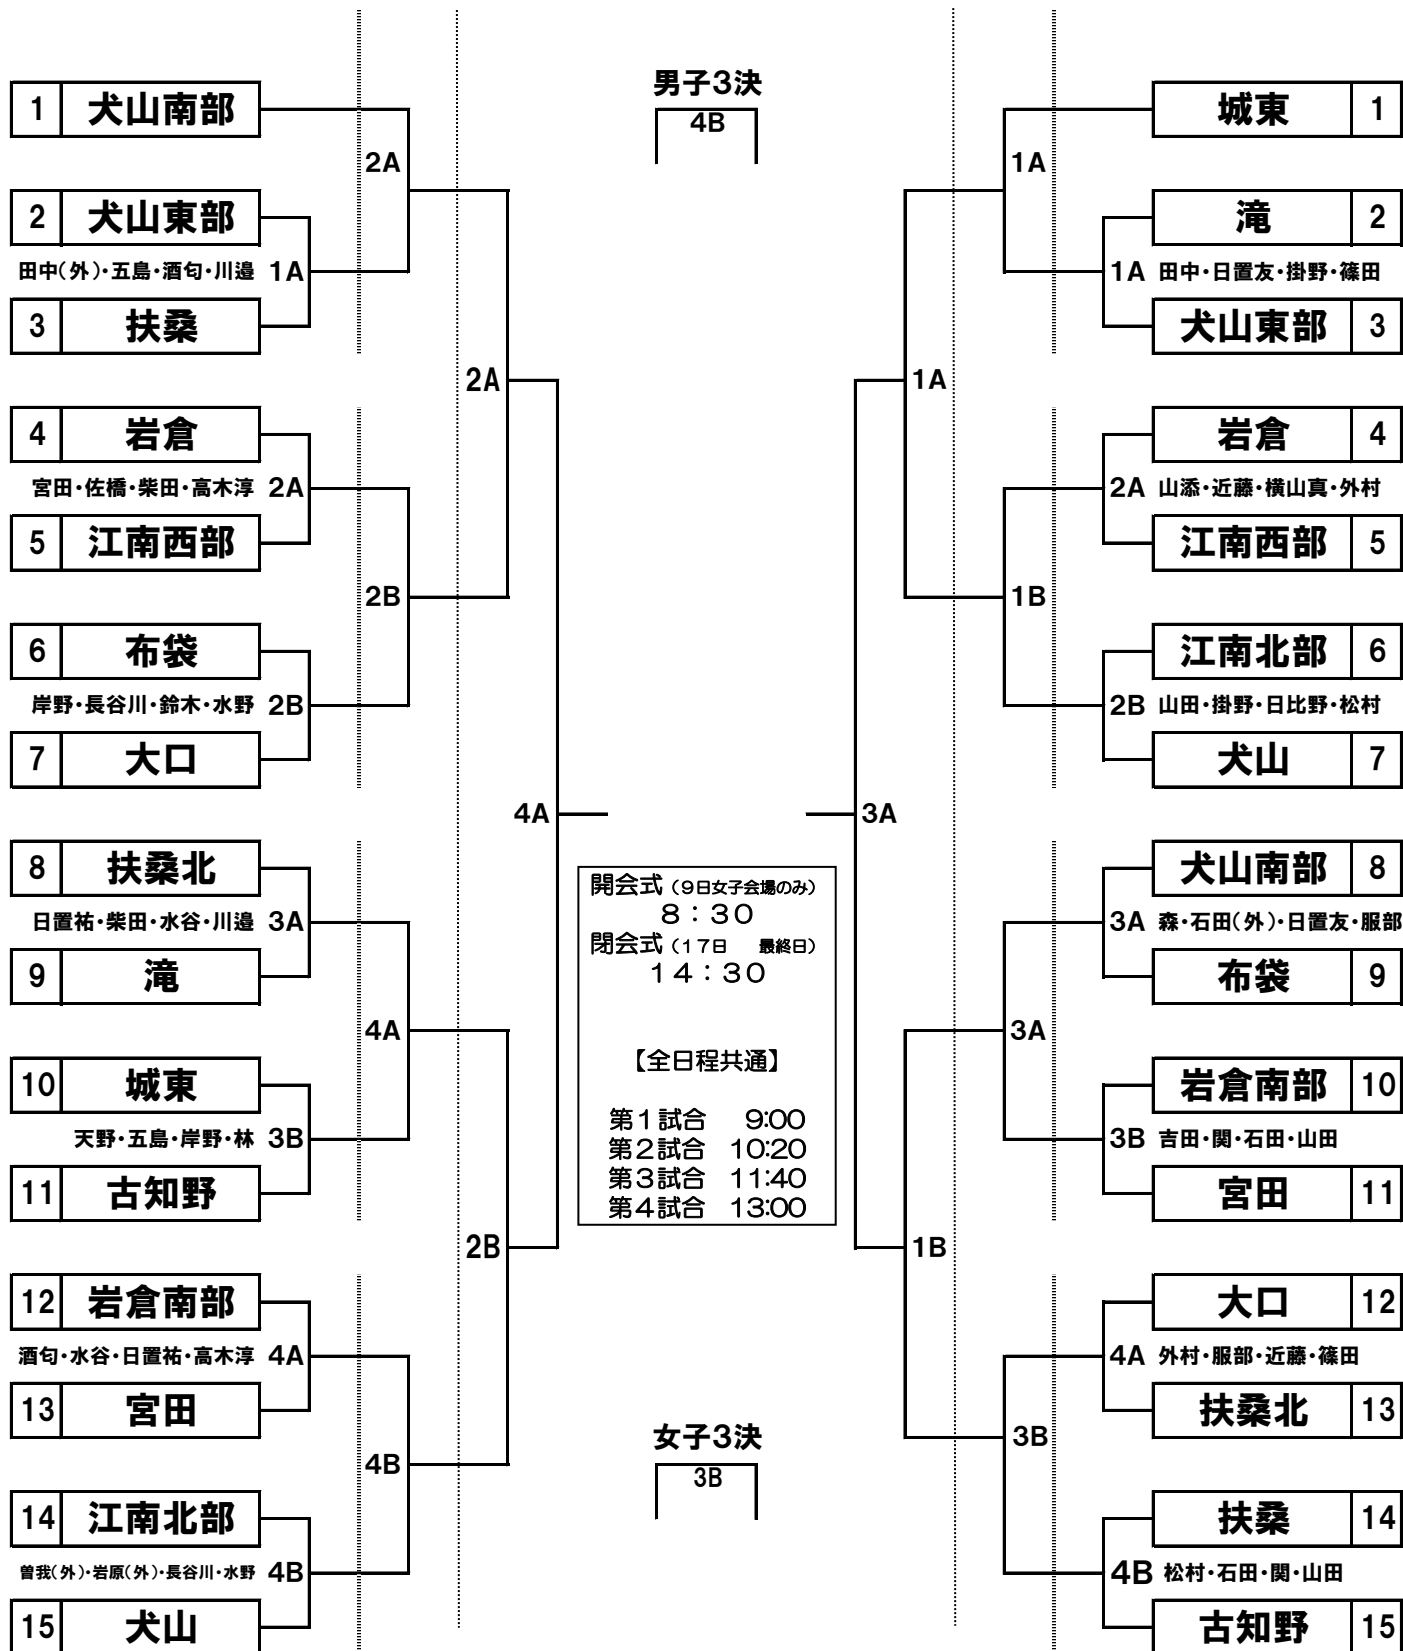 男子3決
4B
1 犬山南部
2A
2 犬山東部
田中(外)・五島・酒匂・川邉 1A
3 扶桑
2A
4 岩倉
宮田・佐橋・柴田・高木淳 2A
5 江南西部
2B
6 布袋
岸野・長谷川・鈴木・水野 2B
7 大口
4A
8 扶桑北
日置祐・柴田・水谷・川邉 3A
9 滝
4A
10 城東
天野・五島・岸野・林 3B
11 古知野
2B
12 岩倉南部
酒匂・水谷・日置祐・高木淳 4A
13 宮田
4B
14 江南北部
曽我(外)・岩原(外)・長谷川・水野 4B
15 犬山
開会式(9日女子会場のみ)
8:30
閉会式(17日 最終日)
14:30
【全日程共通】
第1試合 9:00
第2試合 10:20
第3試合 11:40
第4試合 13:00
女子3決
3B
城東 1
1A
滝 2
1A 田中・日置友・掛野・篠田
犬山東部 3
1A
岩倉 4
2A 山添・近藤・横山真・外村
江南西部 5
1B
江南北部 6
2B 山田・掛野・日比野・松村
犬山 7
3A
犬山南部 8
3A 森・石田(外)・日置友・服部
布袋 9
3A
岩倉南部 10
3B 吉田・関・石田・山田
宮田 11
1B
大口 12
4A 外村・服部・近藤・篠田
扶桑北 13
3B
扶桑 14
4B 松村・石田・関・山田
古知野 15